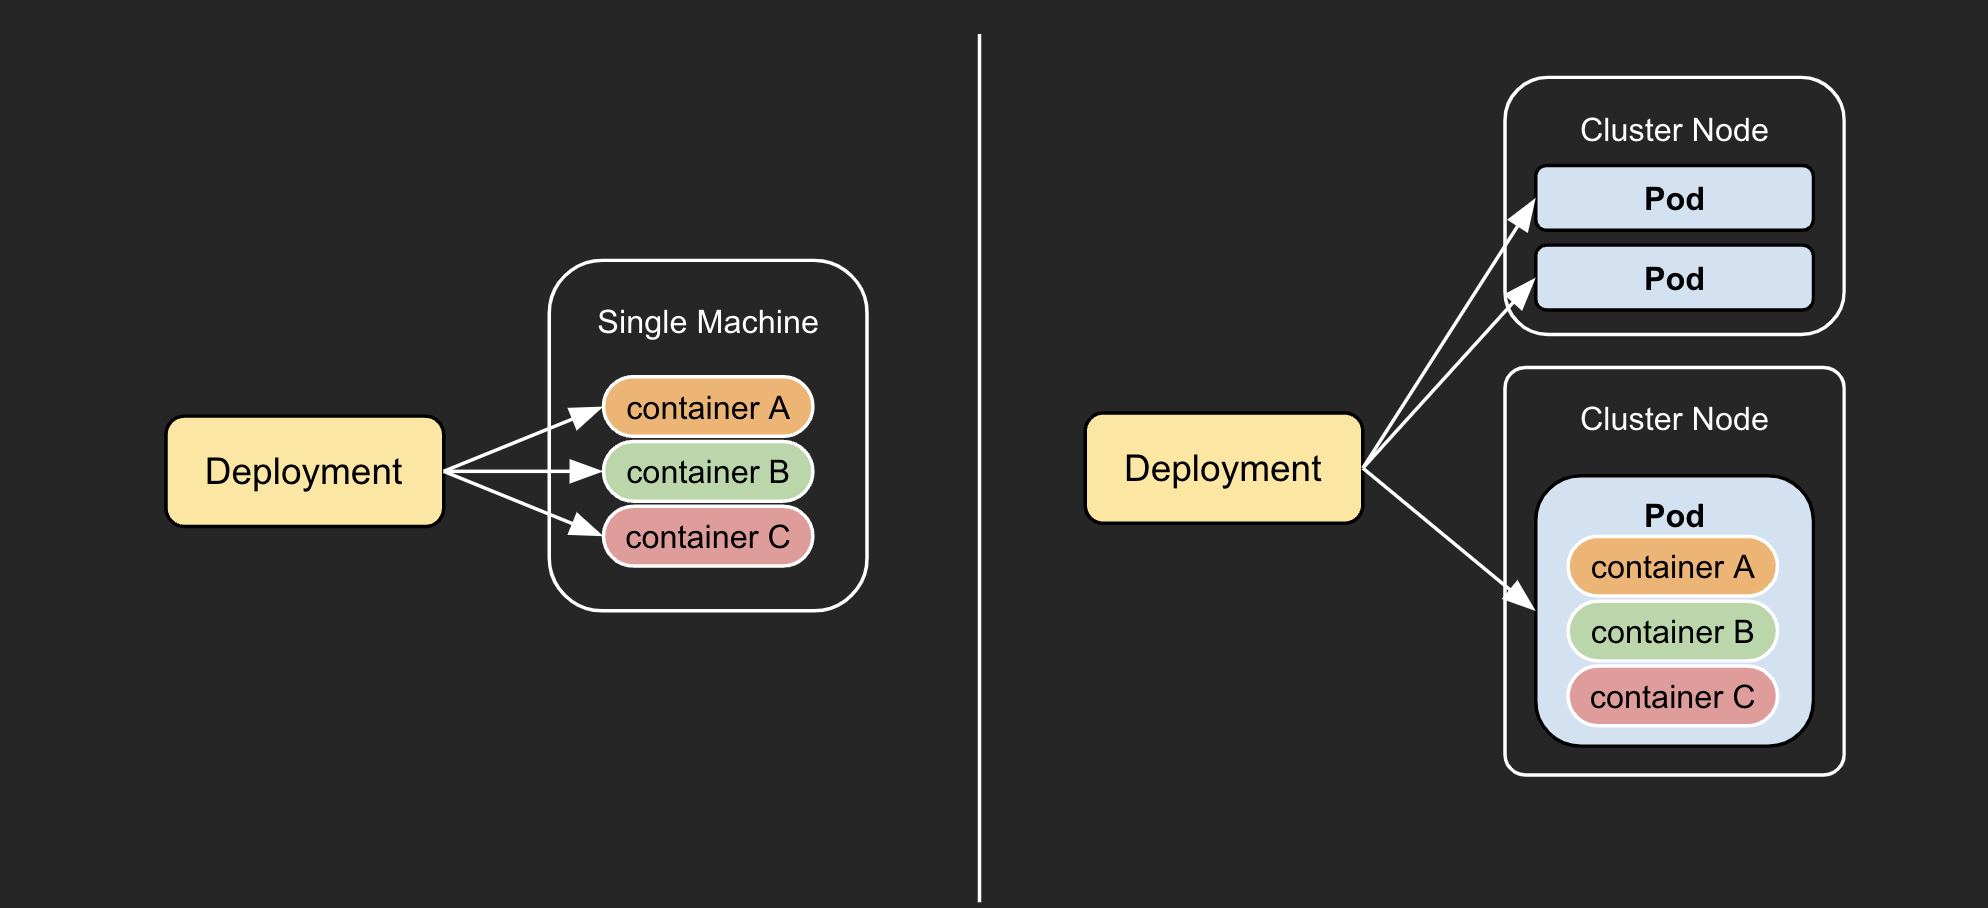 Single Machine
container A
Deployment
container B
container C
Cluster Node
Pod
Pod
Cluster Node
Deployment
Pod
container A
container B
container C